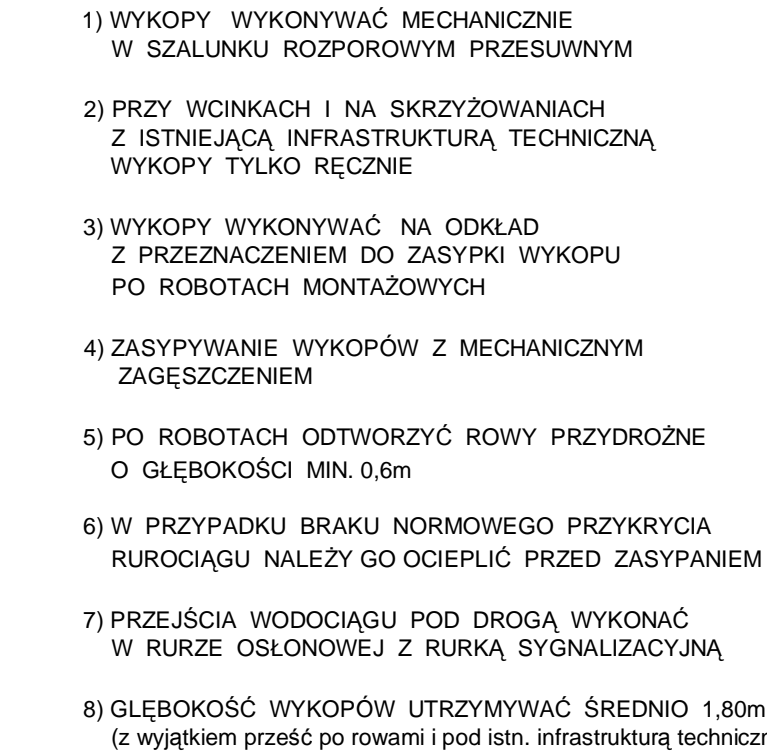 1) WYKOPY WYKONYWAĆ MECHANICZNIE
W SZALUNKU ROZPOROWYM PRZESUWNYM
2) PRZY WCINKACH I NA SKRZYŻOWANIACH
Z ISTNIEJĄCĄ INFRASTRUKTURĄ TECHNICZNĄ
WYKOPY TYLKO RĘCZNIE
3) WYKOPY WYKONYWAĆ NA ODKŁAD
Z PRZEZNACZENIEM DO ZASYPKI WYKOPU
PO ROBOTACH MONTAŻOWYCH
4) ZASYPYWANIE WYKOPÓW Z MECHANICZNYM
ZAGĘSZCZENIEM
5) PO ROBOTACH ODTWORZYĆ ROWY PRZYDROŻNE
O GŁĘBOKOŚCI MIN. 0,6m
6) W PRZYPADKU BRAKU NORMOWEGO PRZYKRYCIA
RUROCIĄGU NALEŻY GO OCIEPLIĆ PRZED ZASYPANIEM
7) PRZEJŚCIA WODOCIĄGU POD DROGĄ WYKONAĆ
W RURZE OSŁONOWEJ Z RURKĄ SYGNALIZACYJNĄ
8) GLĘBOKOŚĆ WYKOPÓW UTRZYMYWAĆ ŚREDNIO 1,80m
(z wyjątkiem prześć po rowami i pod istn. infrastrukturą